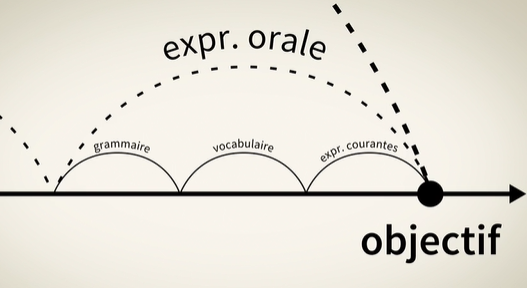 expr. orale
grammaire
vocabulaire
expr. courantes
objectif